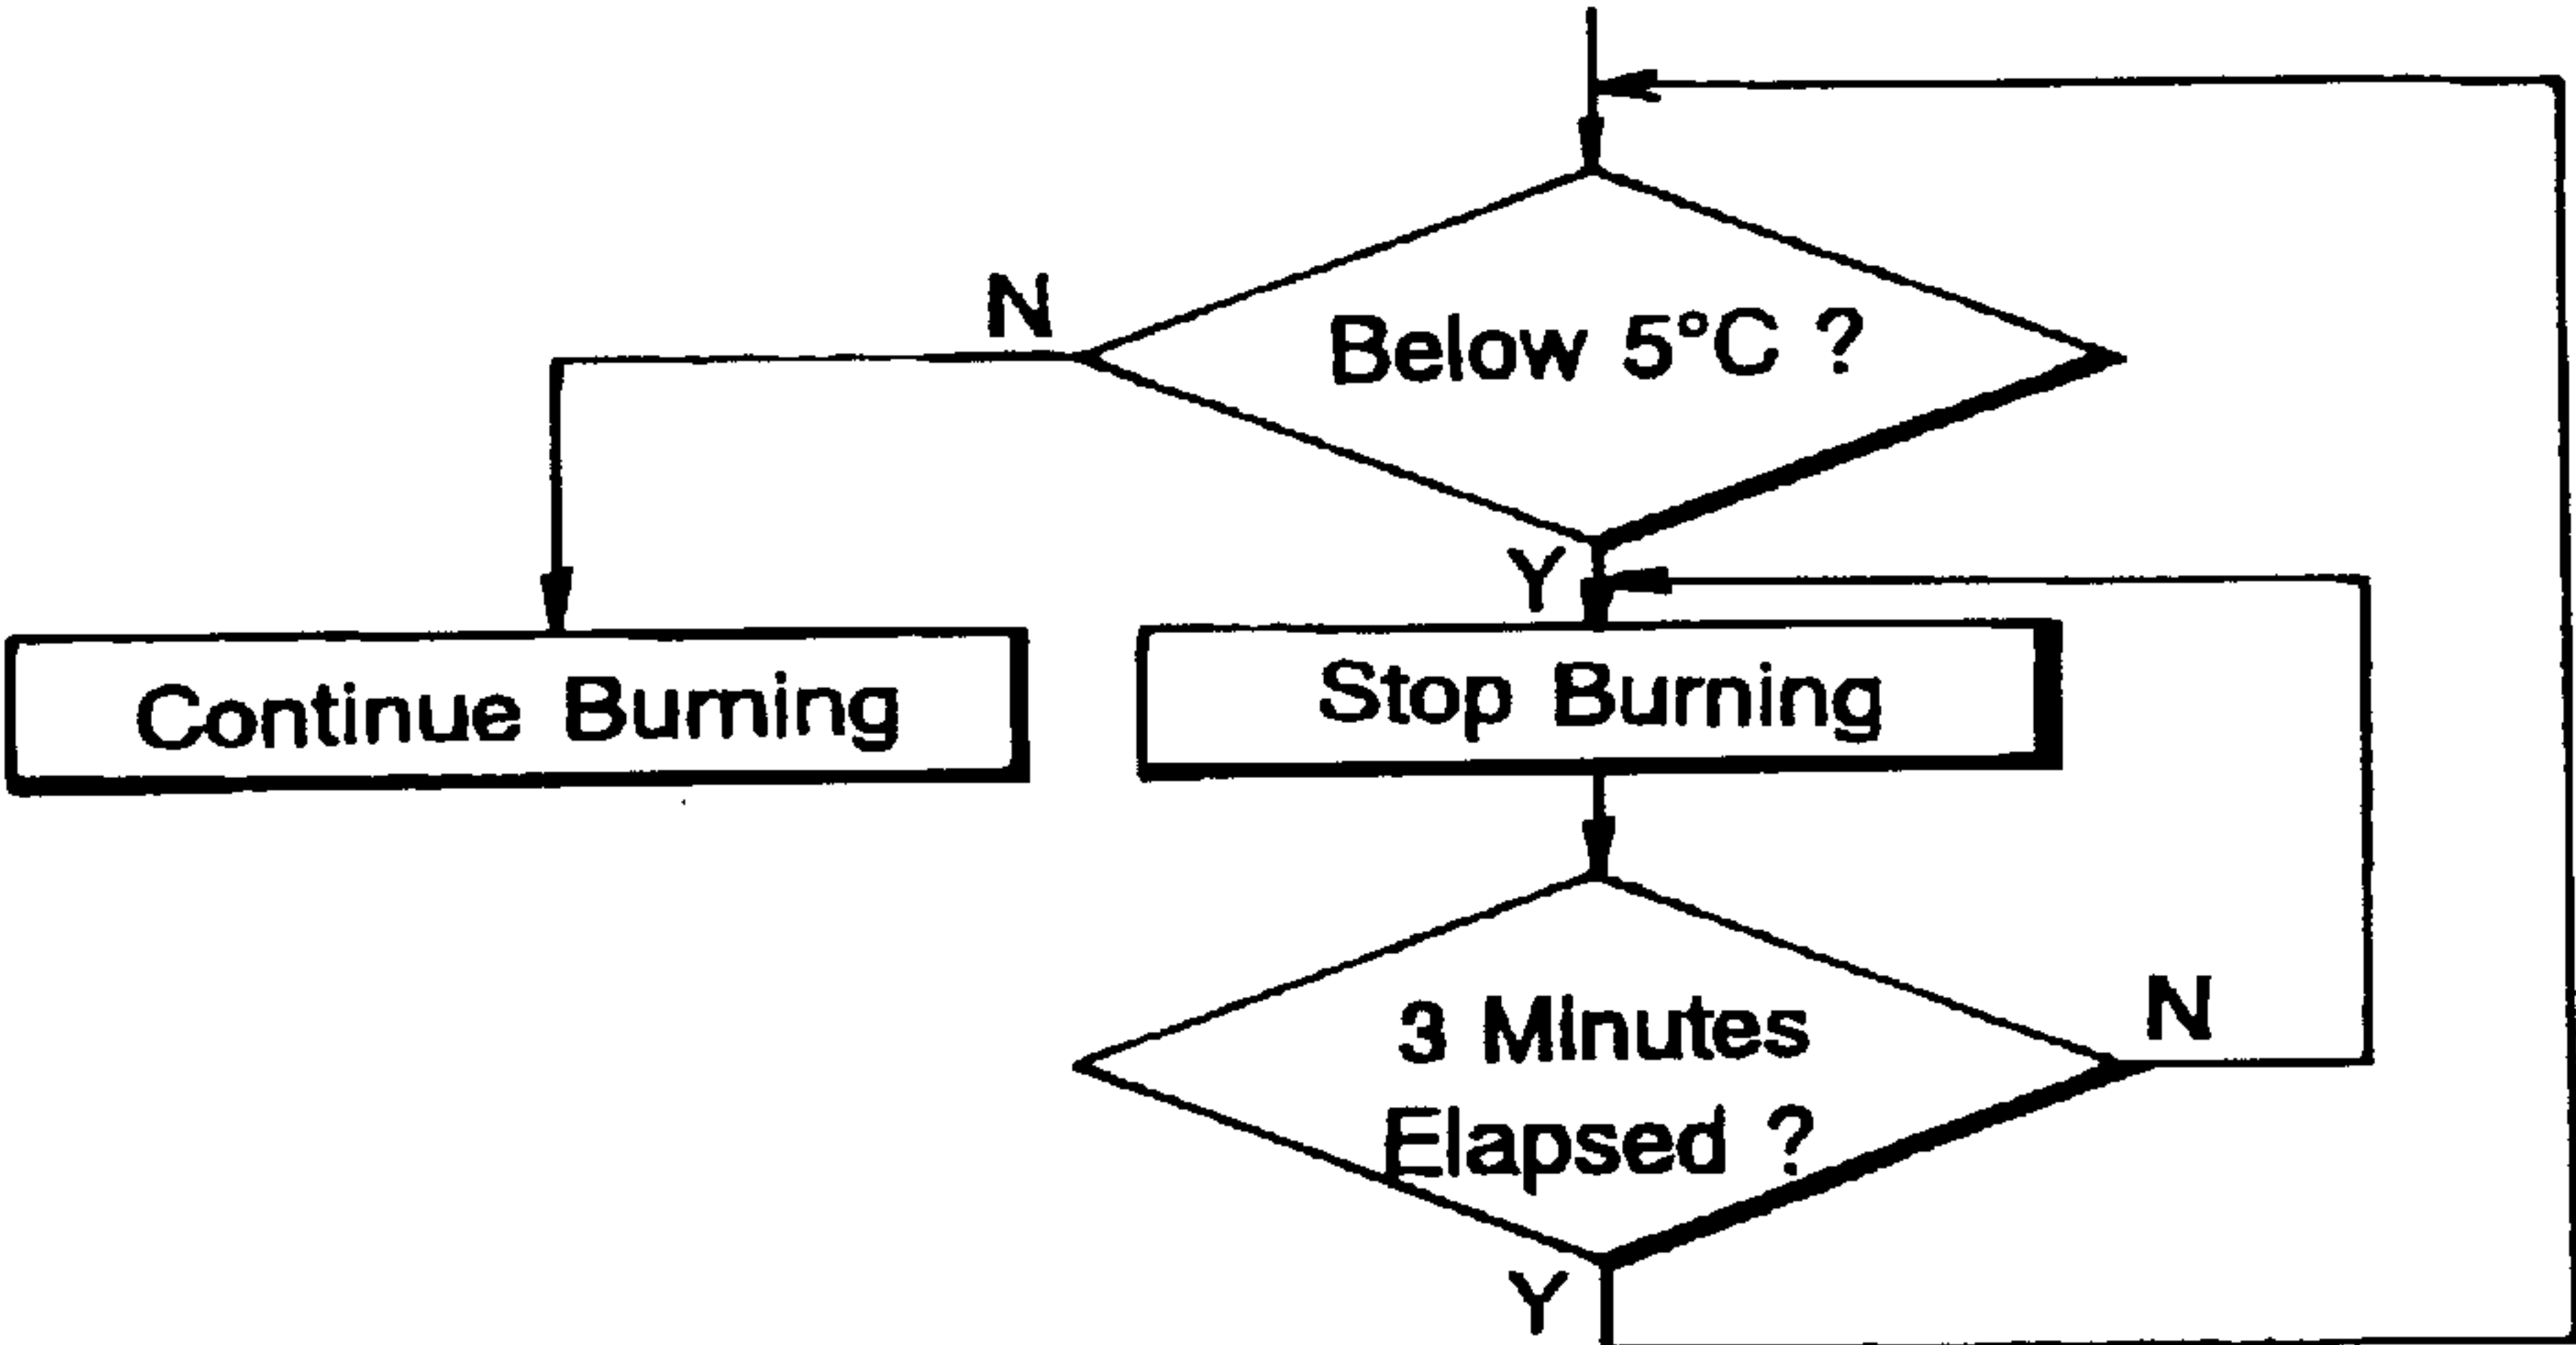 N
Below 5°C ?
Y
Continue Burning
Stop Burning
3 Minutes
Elapsed ?
N
Y